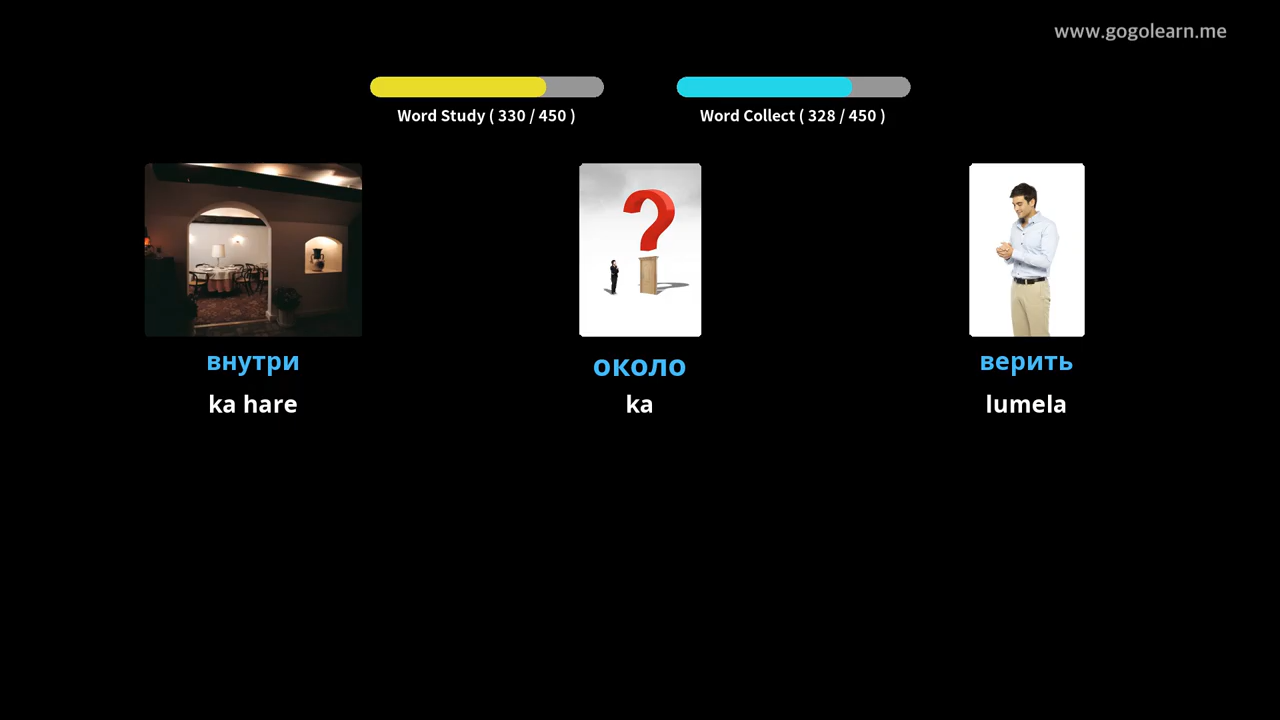 www.gogolearn.me
Word Study ( 330 / 450 )
Word Collect ( 328 / 450 )
внутри
ka hare
около
ka
верить
lumela